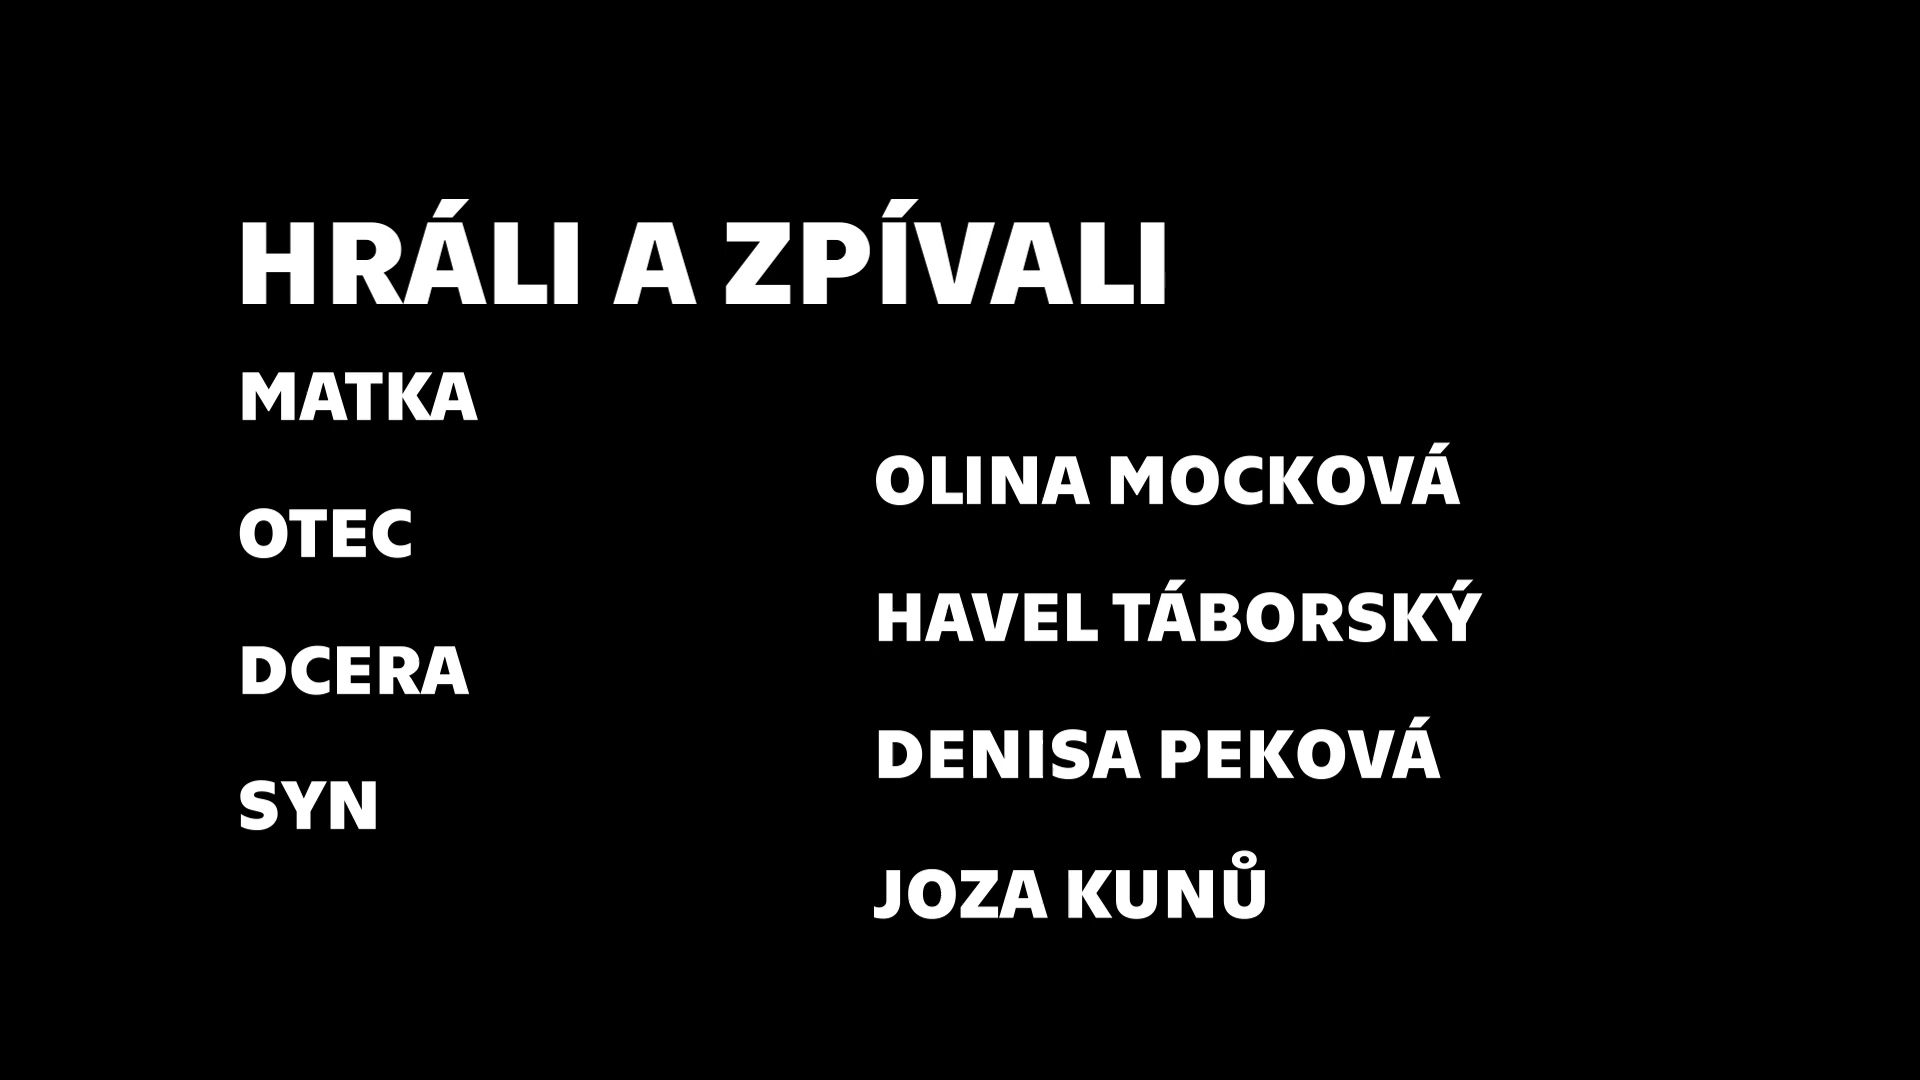 HRÁLI A ZPÍVALI
MATKA
OLINA MOCKOVÁ
OTEC
HAVEL TÁBORSKÝ
DCERA
DENISA PEKOVÁ
SYN
JOZA KUNŮ